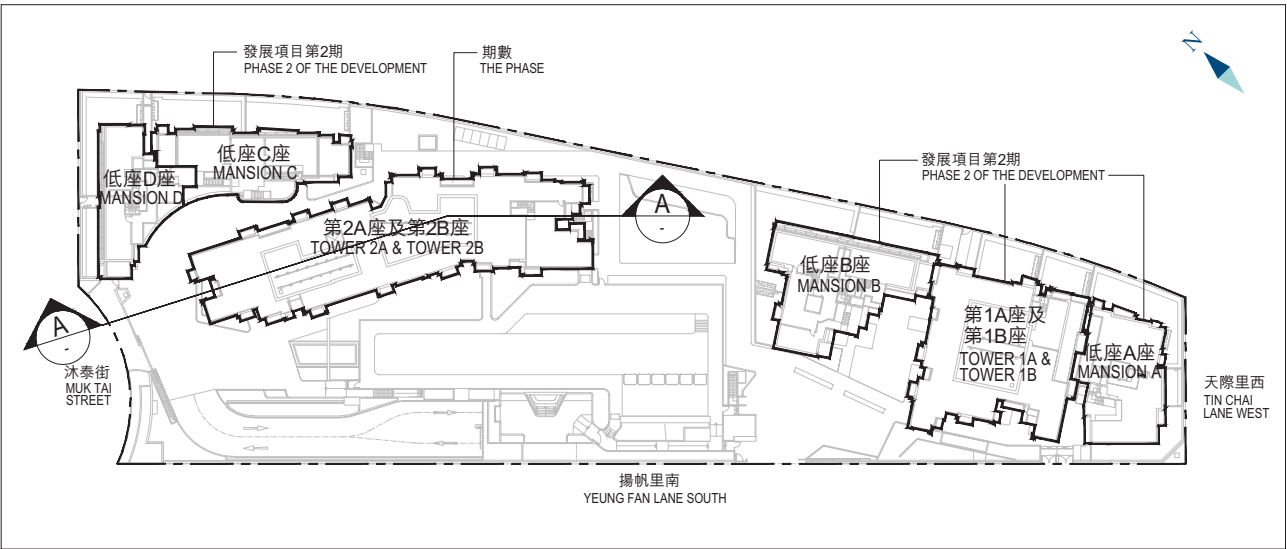 發展項目第2期
PHASE 2 OF THE DEVELOPMENT
期數
THE PHASE
N
低座C座
MANSION C
低座D座
MANSION D
發展項目第2期
PHASE 2 OF THE DEVELOPMENT
A
-
第2A座及第2B座
TOWER 2A & TOWER 2B
低座B座
MANSION B
第1A座及
第1B座
TOWER 1A &
TOWER 1B
低座A座
MANSION A
A
-
沐泰街
MUK TAI
STREET
天際里西
TIN CHAI
LANE WEST
揚帆里南
YEUNG FAN LANE SOUTH